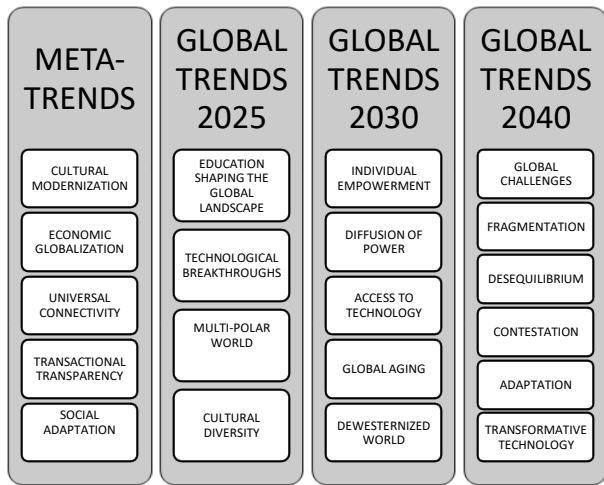 META-
TRENDS
CULTURAL
MODERNIZATION
ECONOMIC
GLOBALIZATION
UNIVERSAL
CONNECTIVITY
TRANSACTIONAL
TRANSPARENCY
SOCIAL
ADAPTATION
GLOBAL
TRENDS
2025
EDUCATION
SHAPING THE
GLOBAL
LANDSCAPE
TECHNOLOGICAL
BREAKTHROUGHS
MULTI-POLAR
WORLD
CULTURAL
DIVERSITY
GLOBAL
TRENDS
2030
INDIVIDUAL
EMPOWERMENT
DIFFUSION OF
POWER
ACCESS TO
TECHNOLOGY
GLOBAL AGING
DEWESTERNIZED
WORLD
GLOBAL
TRENDS
2040
GLOBAL
CHALLENGES
FRAGMENTATION
DESEQUILIBRIUM
CONTESTATION
ADAPTATION
TRANSFORMATIVE
TECHNOLOGY